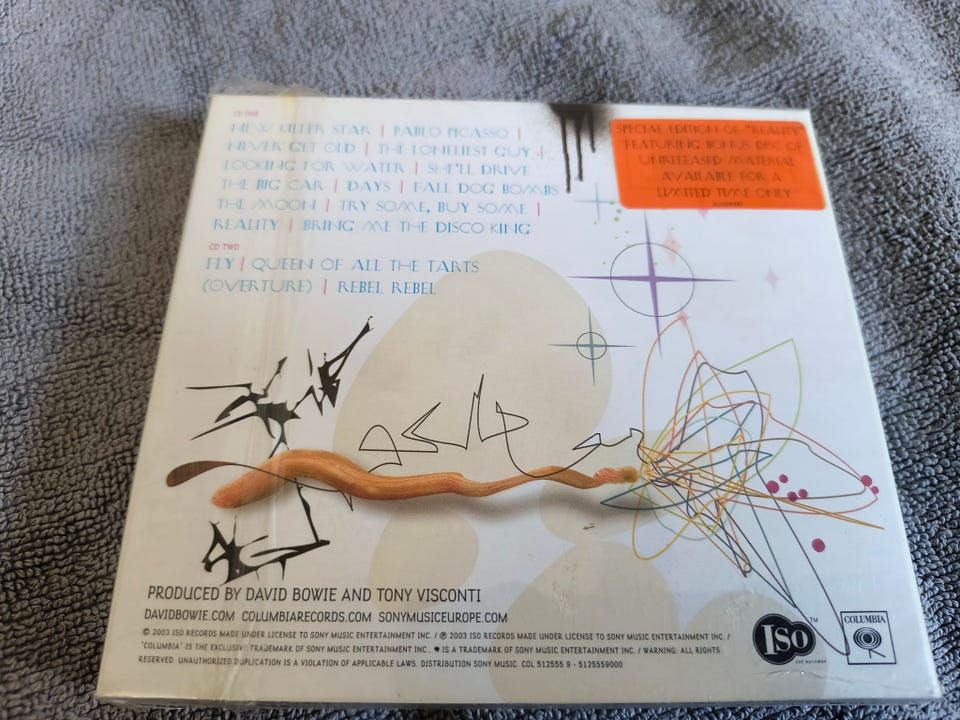 CD ONE
NEW KILLER STAR | PABLO PICASSO |
NEVER GET OLD | THE LONELIEST GUY |
LOOKING FOR WATER | SHE'LL DRIVE
THE BIG CAR | DAYS | FALL DOG BOMBS
THE MOON | TRY SOME, BUY SOME |
REALITY | BRING ME THE DISCO KING
CD TWO
FLY | QUEEN OF ALL THE TARTS
(OVERTURE) | REBEL REBEL
SPECIAL EDITION OF "REALITY"
FEATURING BONUS DISC OF
UNRELEASED MATERIAL
AVAILABLE FOR A
LIMITED TIME ONLY
PRODUCED BY DAVID BOWIE AND TONY VISCONTI
DAVIDBOWIE.COM COLUMBIARECORDS.COM SONYMUSICEUROPE.COM
© 2003 ISO RECORDS MADE UNDER LICENSE TO SONY MUSIC ENTERTAINMENT INC. / ℗ 2003 ISO RECORDS MADE UNDER LICENSE TO SONY MUSIC ENTERTAINMENT INC. /
"COLUMBIA" IS THE EXCLUSIVE TRADEMARK OF SONY MUSIC ENTERTAINMENT INC. IS A TRADEMARK OF SONY MUSIC ENTERTAINMENT INC. / WARNING: ALL RIGHTS
RESERVED. UNAUTHORIZED DUPLICATION IS A VIOLATION OF APPLICABLE LAWS. DISTRIBUTION SONY MUSIC. COL 512555 9 - 5125559000
ISO ™
ISO RECORDS
COLUMBIA